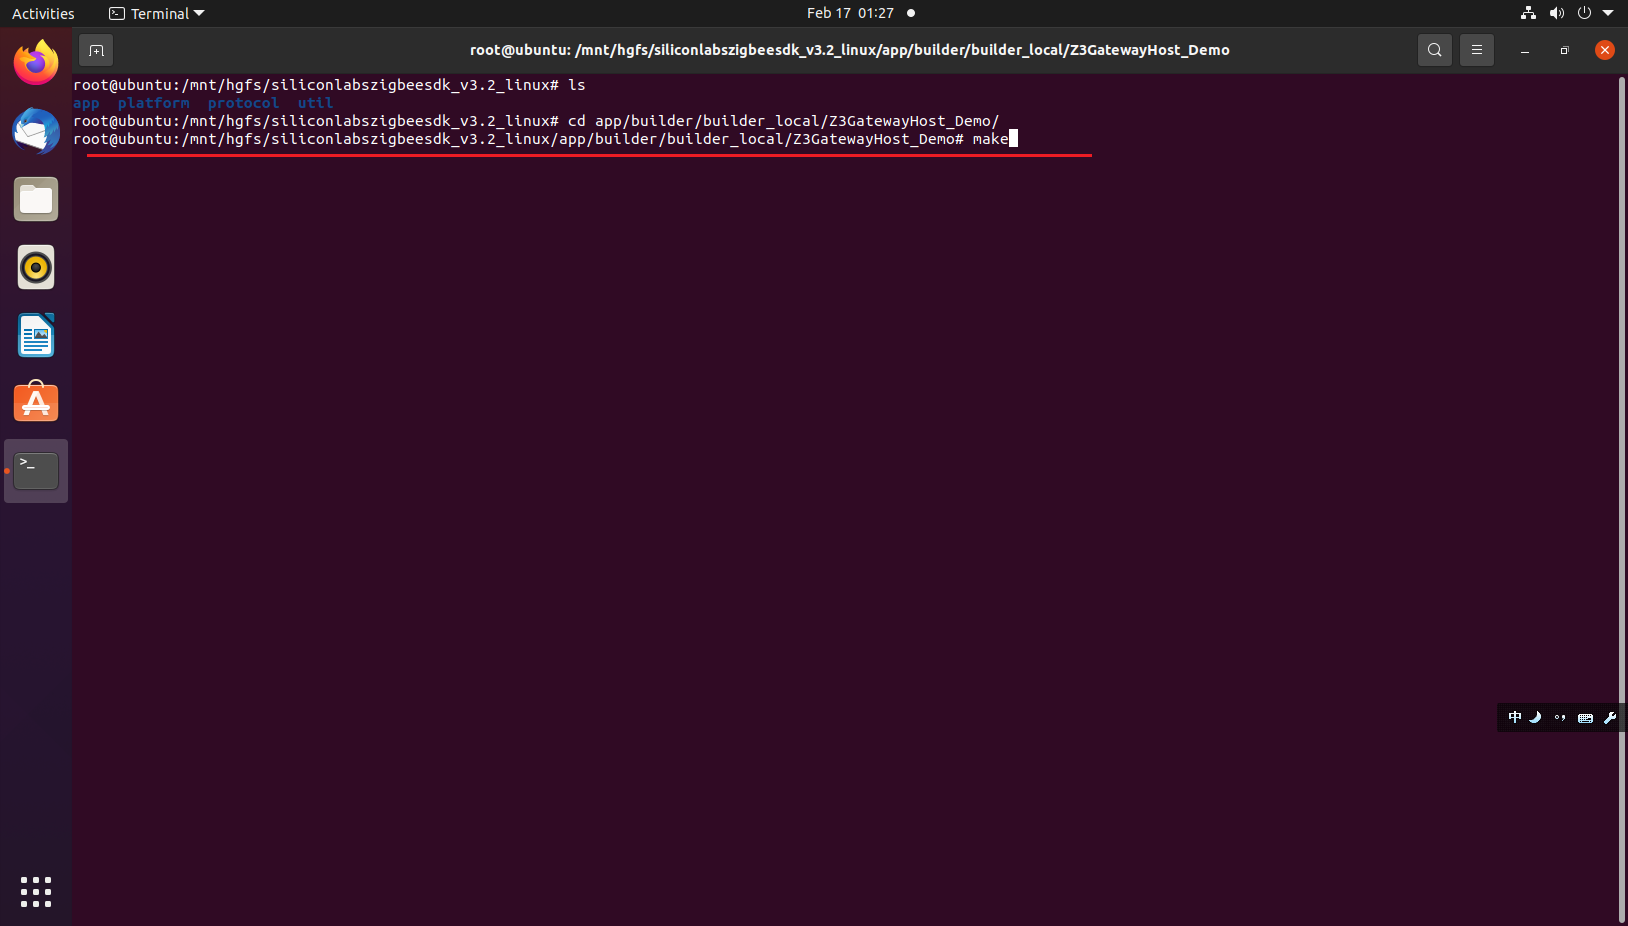 Activities
Terminal
Feb 17 01:27
root@ubuntu: /mnt/hgfs/siliconlabszigbeesdk_v3.2_linux/app/builder/builder_local/Z3GatewayHost_Demo
root@ubuntu:/mnt/hgfs/siliconlabszigbeesdk_v3.2_linux# ls
app platform protocol util
root@ubuntu:/mnt/hgfs/siliconlabszigbeesdk_v3.2_linux# cd app/builder/builder_local/Z3GatewayHost_Demo/
root@ubuntu:/mnt/hgfs/siliconlabszigbeesdk_v3.2_linux/app/builder/builder_local/Z3GatewayHost_Demo# make
中